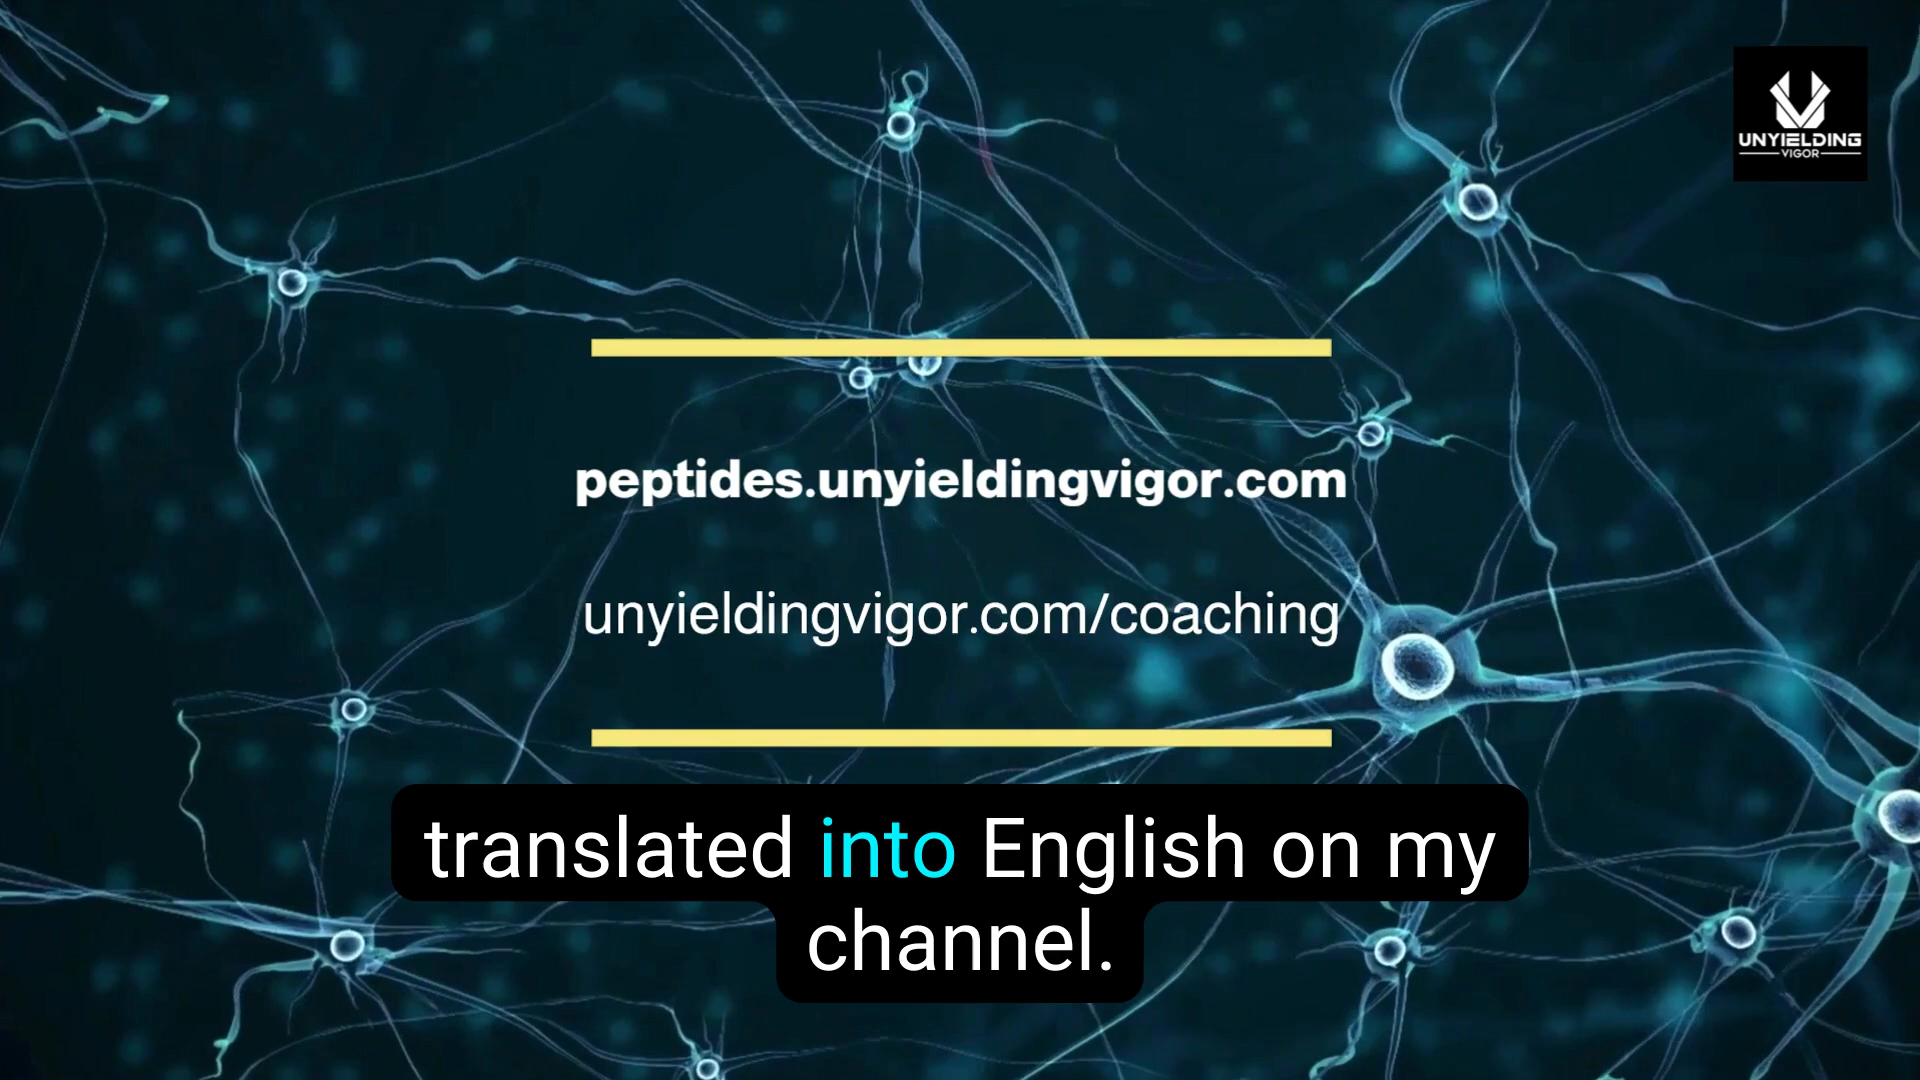 UNYIELDING
VIGOR
peptides.unyieldingvigor.com
unyieldingvigor.com/coaching
translated into English on my
channel.